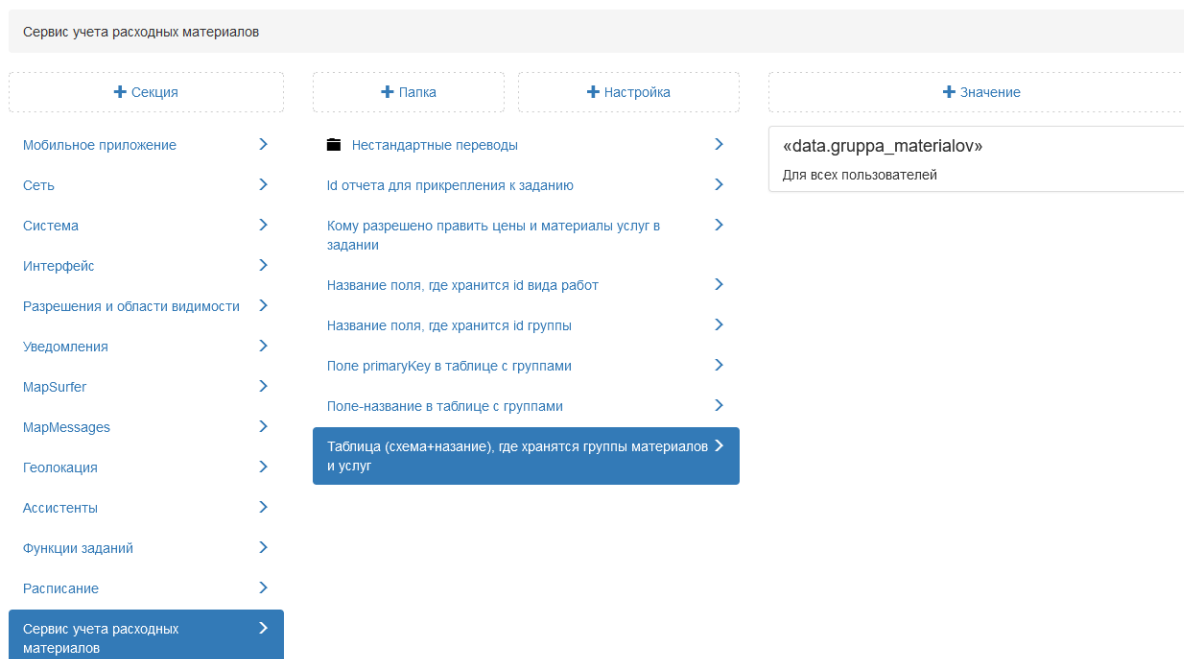 Сервис учета расходных материалов
Секция
Папка
Настройка
Значение
Мобильное приложение
Сеть
Система
Интерфейс
Разрешения и области видимости
Уведомления
MapSurfer
MapMessages
Геолокация
Ассистенты
Функции заданий
Расписание
Сервис учета расходных
материалов
Нестандартные переводы
Id отчета для прикрепления к заданию
Кому разрешено править цены и материалы услуг в
задании
Название поля, где хранится id вида работ
Название поля, где хранится id группы
Поле primaryKey в таблице с группами
Поле-название в таблице с группами
Таблица (схема+назание), где хранятся группы материалов
и услуг
«data.gruppa_materialov»
Для всех пользователей